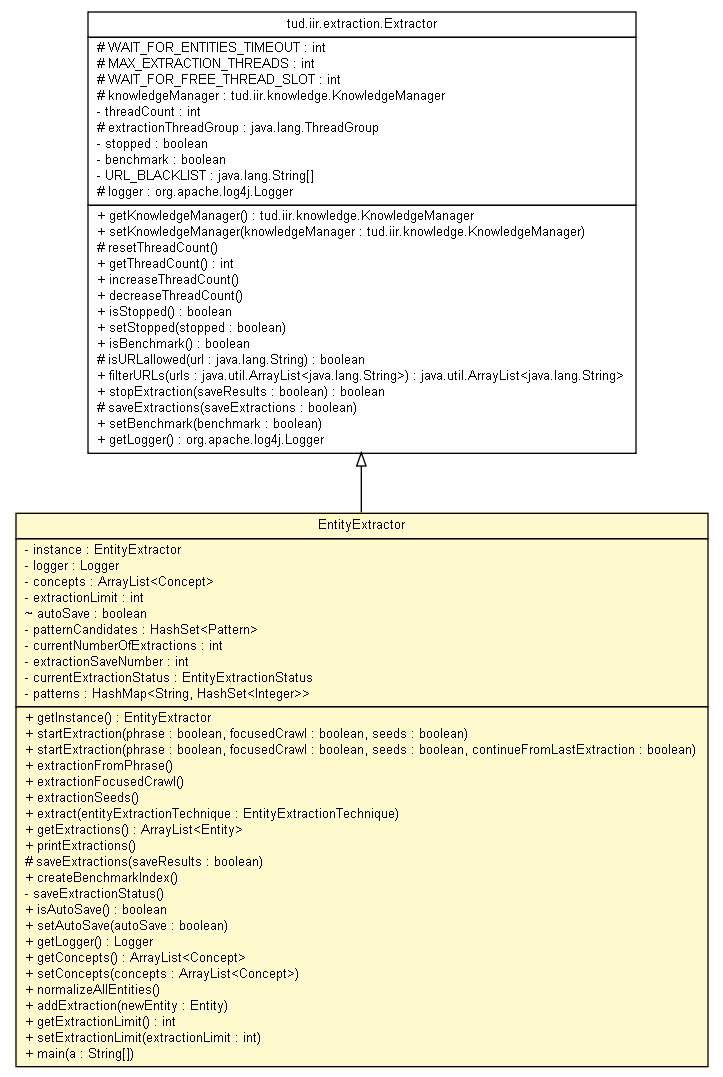 tud.iir.extraction.Extractor
# WAIT_FOR_ENTITIES_TIMEOUT : int
# MAX_EXTRACTION_THREADS : int
# WAIT_FOR_FREE_THREAD_SLOT : int
# knowledgeManager : tud.iir.knowledge.KnowledgeManager
- threadCount : int
# extractionThreadGroup : java.lang.ThreadGroup
- stopped : boolean
- benchmark : boolean
- URL_BLACKLIST : java.lang.String[]
# logger : org.apache.log4j.Logger
+ getKnowledgeManager() : tud.iir.knowledge.KnowledgeManager
+ setKnowledgeManager(knowledgeManager : tud.iir.knowledge.KnowledgeManager)
# resetThreadCount()
+ getThreadCount() : int
+ increaseThreadCount()
+ decreaseThreadCount()
+ isStopped() : boolean
+ setStopped(stopped : boolean)
+ isBenchmark() : boolean
# isURLallowed(url : java.lang.String) : boolean
+ filterURLs(urls : java.util.ArrayList<java.lang.String>) : java.util.ArrayList<java.lang.String>
+ stopExtraction(saveResults : boolean) : boolean
# saveExtractions(saveExtractions : boolean)
+ setBenchmark(benchmark : boolean)
+ getLogger() : org.apache.log4j.Logger
EntityExtractor
- instance : EntityExtractor
- logger : Logger
- concepts : ArrayList<Concept>
- extractionLimit : int
~ autoSave : boolean
- patternCandidates : HashSet<Pattern>
- currentNumberOfExtractions : int
- extractionSaveNumber : int
- currentExtractionStatus : EntityExtractionStatus
- patterns : HashMap<String, HashSet<Integer>>
+ getInstance() : EntityExtractor
+ startExtraction(phrase : boolean, focusedCrawl : boolean, seeds : boolean)
+ startExtraction(phrase : boolean, focusedCrawl : boolean, seeds : boolean, continueFromLastExtraction : boolean)
+ extractionFromPhrase()
+ extractionFocusedCrawl()
+ extractionSeeds()
+ extract(entityExtractionTechnique : EntityExtractionTechnique)
+ getExtractions() : ArrayList<Entity>
+ printExtractions()
# saveExtractions(saveResults : boolean)
+ createBenchmarkIndex()
- saveExtractionStatus()
+ isAutoSave() : boolean
+ setAutoSave(autoSave : boolean)
+ getLogger() : Logger
+ getConcepts() : ArrayList<Concept>
+ setConcepts(concepts : ArrayList<Concept>)
+ normalizeAllEntities()
+ addExtraction(newEntity : Entity)
+ getExtractionLimit() : int
+ setExtractionLimit(extractionLimit : int)
+ main(a : String[])